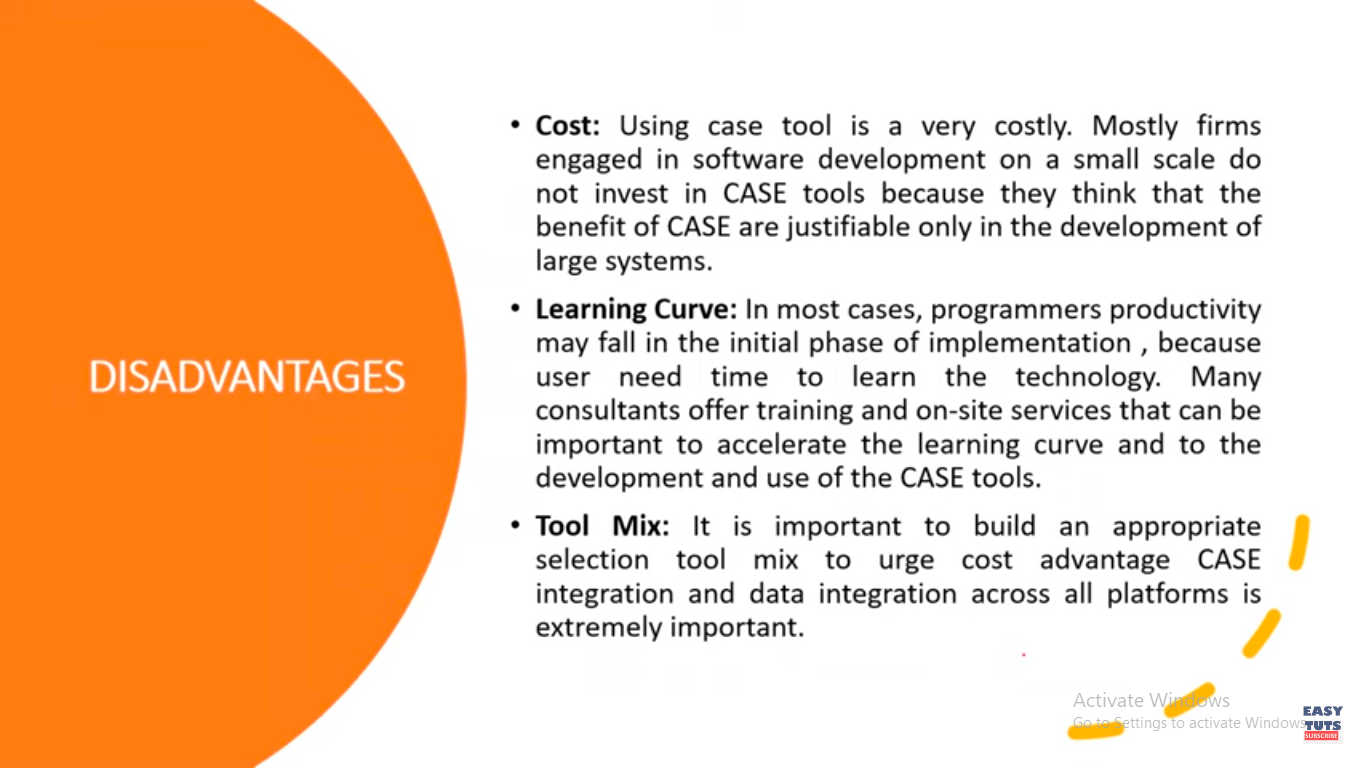 DISADVANTAGES
• Cost: Using case tool is a very costly. Mostly firms
engaged in software development on a small scale do
not invest in CASE tools because they think that the
benefit of CASE are justifiable only in the development of
large systems.
• Learning Curve: In most cases, programmers productivity
may fall in the initial phase of implementation , because
user need time to learn the technology. Many
consultants offer training and on-site services that can be
important to accelerate the learning curve and to the
development and use of the CASE tools.
• Tool Mix: It is important to build an appropriate
selection tool mix to urge cost advantage CASE
integration and data integration across all platforms is
extremely important.
Activate Windows
Go to Settings to activate Windows
EASY
TUTS
SUBSCRIBE